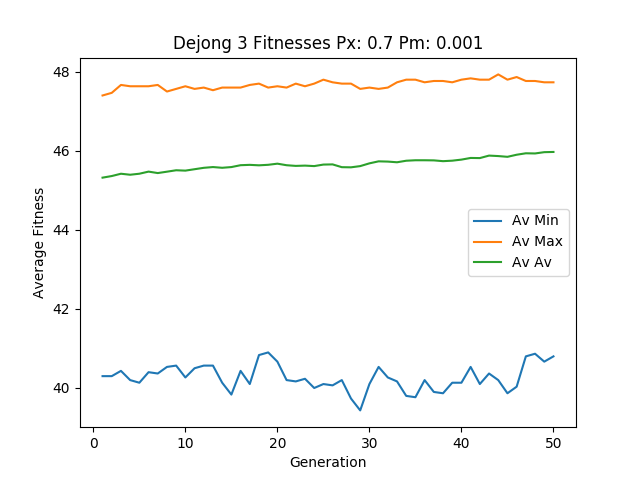 Dejong 3 Fitnesses Px: 0.7 Pm: 0.001
48
46
44
42
40
Average Fitness
Av Min
Av Max
Av Av
0 10 20 30 40 50
Generation